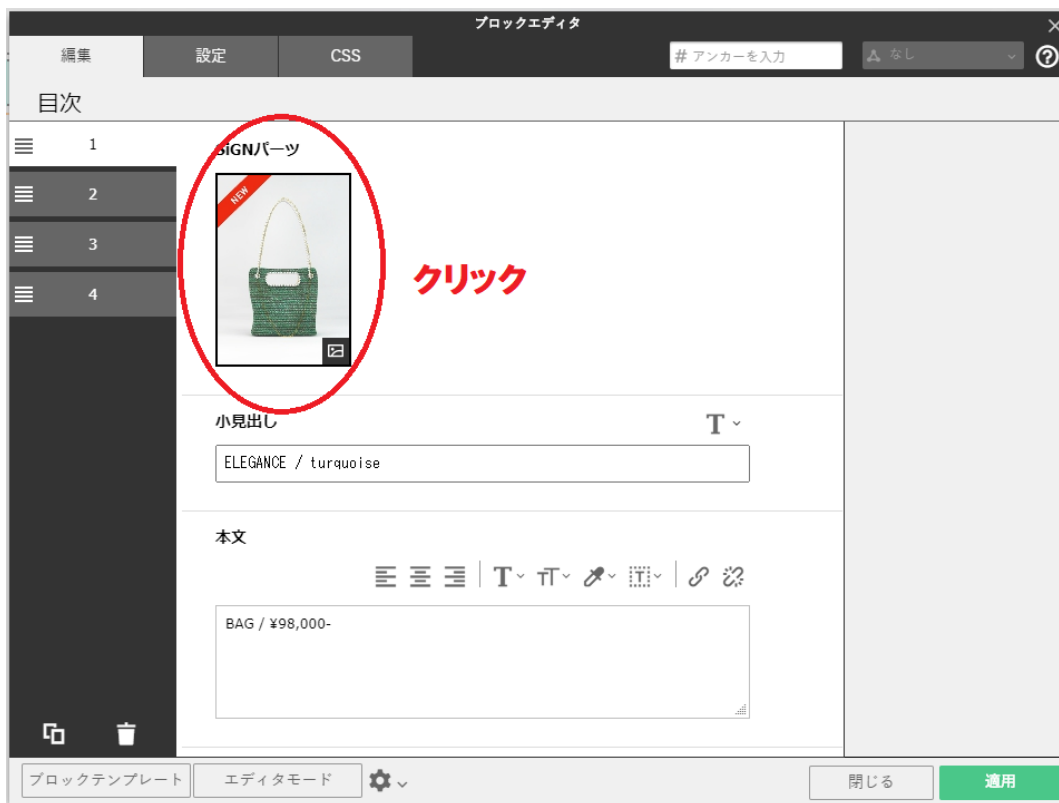 ブロックエディタ
編集
設定
CSS
# アンカーを入力
なし
目次
1
2
3
4
SiGNパーツ
NEW
クリック
小見出し
T
ELEGANCE / turquoise
本文
T
TT
T
BAG / ¥98,000-
ブロックテンプレート
エディタモード
閉じる
適用